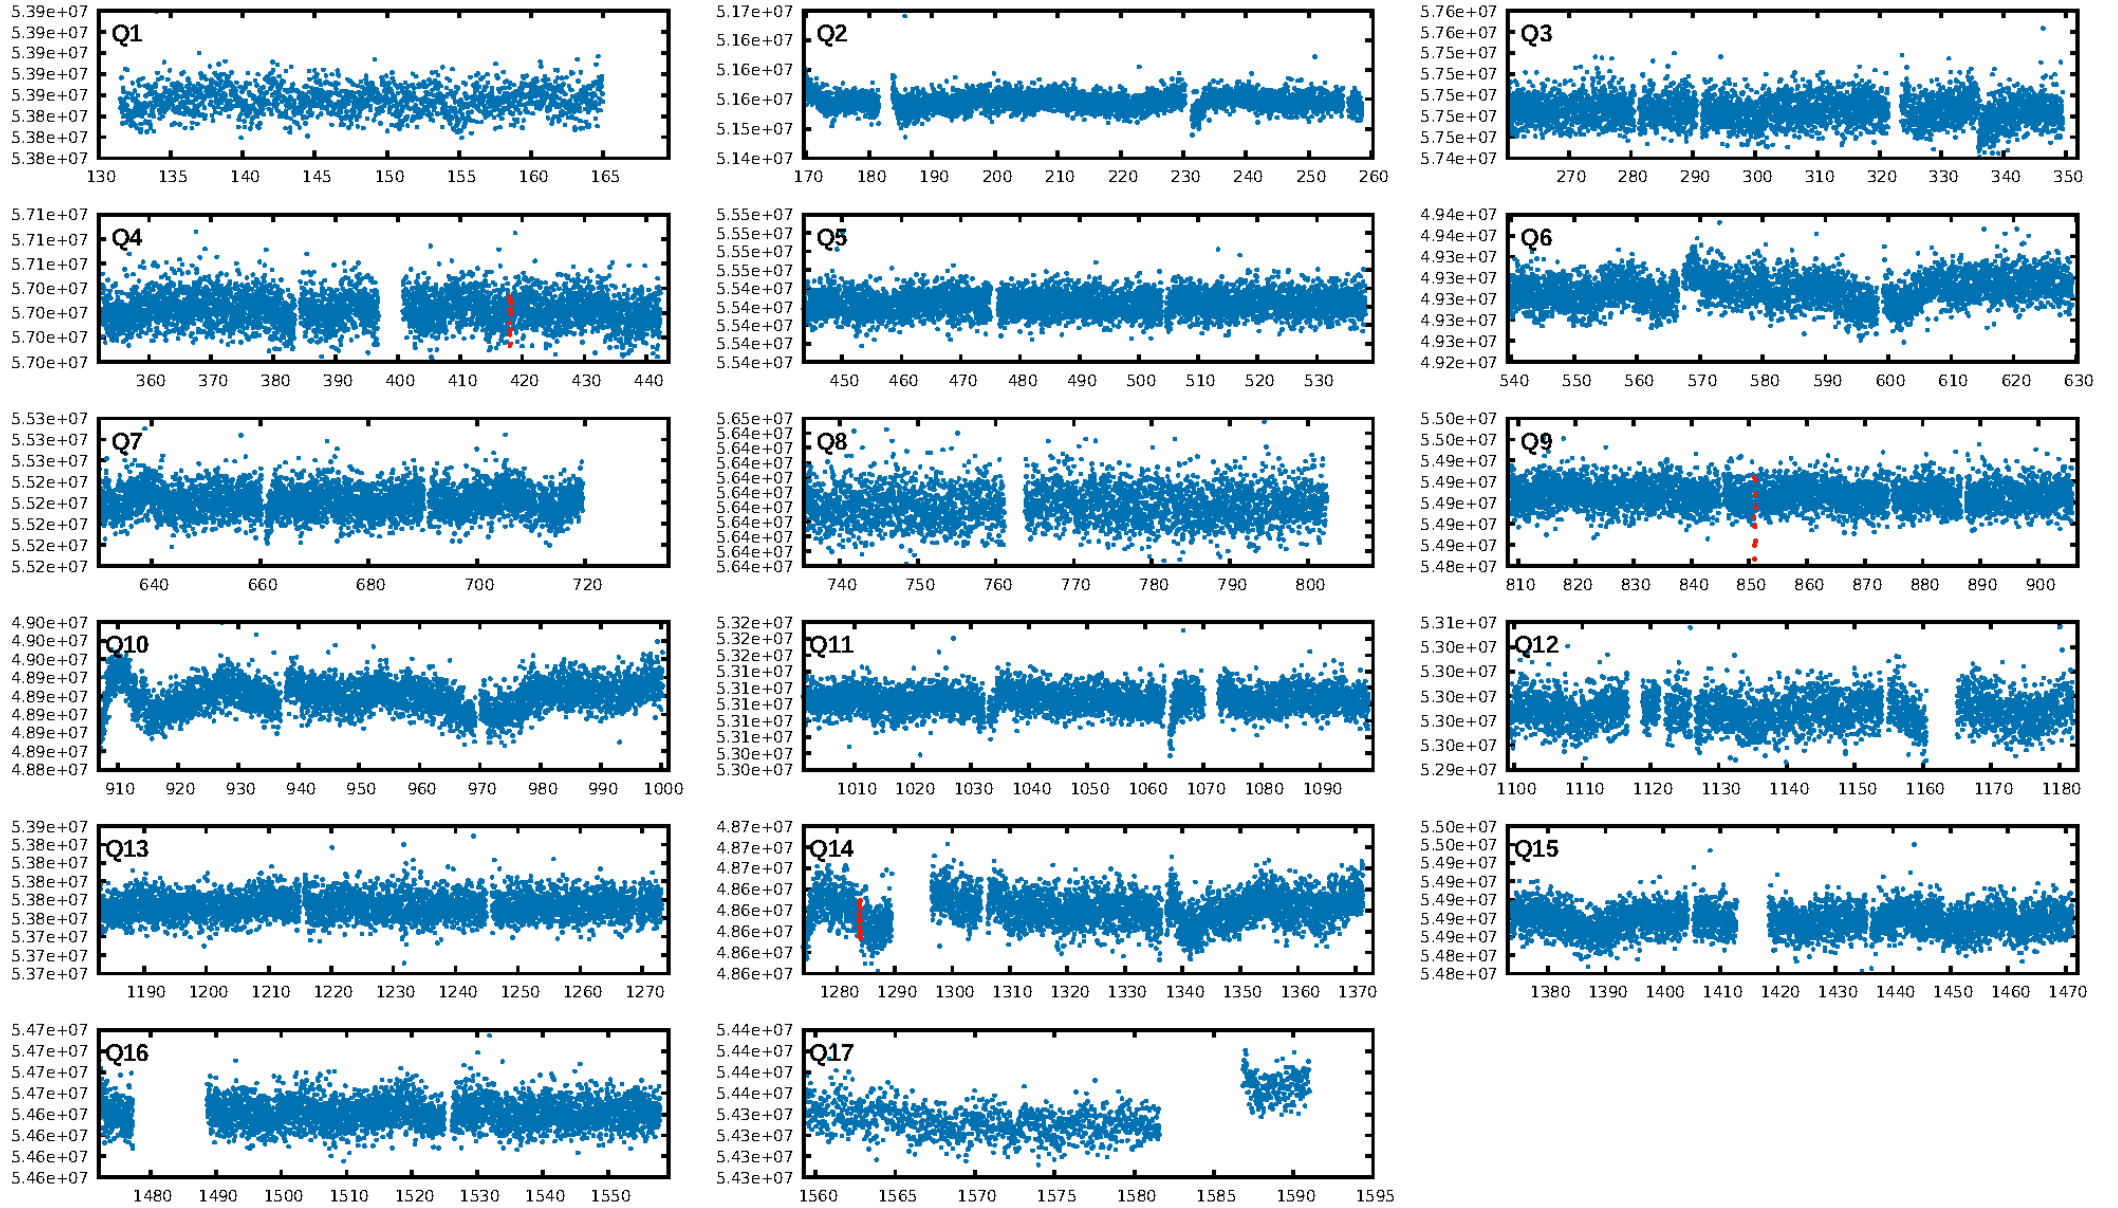 Q1
5.39e+07
5.39e+07
5.39e+07
5.39e+07
5.39e+07
5.38e+07
5.38e+07
5.38e+07
130 135 140 145 150 155 160 165
Q2
5.17e+07
5.16e+07
5.16e+07
5.16e+07
5.15e+07
5.14e+07
170 180 190 200 210 220 230 240 250 260
Q3
5.76e+07
5.76e+07
5.75e+07
5.75e+07
5.75e+07
5.75e+07
5.75e+07
5.74e+07
270 280 290 300 310 320 330 340 350
Q4
5.71e+07
5.71e+07
5.71e+07
5.70e+07
5.70e+07
5.70e+07
5.70e+07
360 370 380 390 400 410 420 430 440
Q5
5.55e+07
5.55e+07
5.55e+07
5.55e+07
5.54e+07
5.54e+07
5.54e+07
5.54e+07
5.54e+07
450 460 470 480 490 500 510 520 530
Q6
4.94e+07
4.94e+07
4.93e+07
4.93e+07
4.93e+07
4.93e+07
4.93e+07
4.92e+07
540 550 560 570 580 590 600 610 620 630
Q7
5.53e+07
5.53e+07
5.53e+07
5.52e+07
5.52e+07
5.52e+07
5.52e+07
5.52e+07
640 660 680 700 720
Q8
5.65e+07
5.64e+07
5.64e+07
5.64e+07
5.64e+07
5.64e+07
5.64e+07
5.64e+07
5.64e+07
5.64e+07
5.64e+07
740 750 760 770 780 790 800
Q9
5.50e+07
5.50e+07
5.49e+07
5.49e+07
5.49e+07
5.49e+07
5.49e+07
5.48e+07
810 820 830 840 850 860 870 880 890 900
Q10
4.90e+07
4.90e+07
4.90e+07
4.89e+07
4.89e+07
4.89e+07
4.89e+07
4.89e+07
4.88e+07
910 920 930 940 950 960 970 980 990 1000
Q11
5.32e+07
5.32e+07
5.32e+07
5.31e+07
5.31e+07
5.31e+07
5.31e+07
5.31e+07
5.30e+07
5.30e+07
1010 1020 1030 1040 1050 1060 1070 1080 1090
Q12
5.31e+07
5.30e+07
5.30e+07
5.30e+07
5.30e+07
5.30e+07
5.29e+07
1100 1110 1120 1130 1140 1150 1160 1170 1180
Q13
5.39e+07
5.38e+07
5.38e+07
5.38e+07
5.38e+07
5.38e+07
5.37e+07
5.37e+07
5.37e+07
1190 1200 1210 1220 1230 1240 1250 1260 1270
Q14
4.87e+07
4.87e+07
4.87e+07
4.86e+07
4.86e+07
4.86e+07
4.86e+07
4.86e+07
1280 1290 1300 1310 1320 1330 1340 1350 1360 1370
Q15
5.50e+07
5.50e+07
5.49e+07
5.49e+07
5.49e+07
5.49e+07
5.49e+07
5.48e+07
5.48e+07
1380 1390 1400 1410 1420 1430 1440 1450 1460 1470
Q16
5.47e+07
5.47e+07
5.47e+07
5.47e+07
5.46e+07
5.46e+07
5.46e+07
5.46e+07
1480 1490 1500 1510 1520 1530 1540 1550
Q17
5.44e+07
5.44e+07
5.44e+07
5.44e+07
5.43e+07
5.43e+07
5.43e+07
5.43e+07
1560 1565 1570 1575 1580 1585 1590 1595